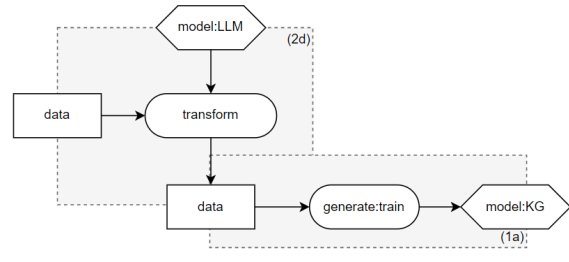 model:LLM
(2d)
data
transform
data
generate:train
model:KG
(1a)